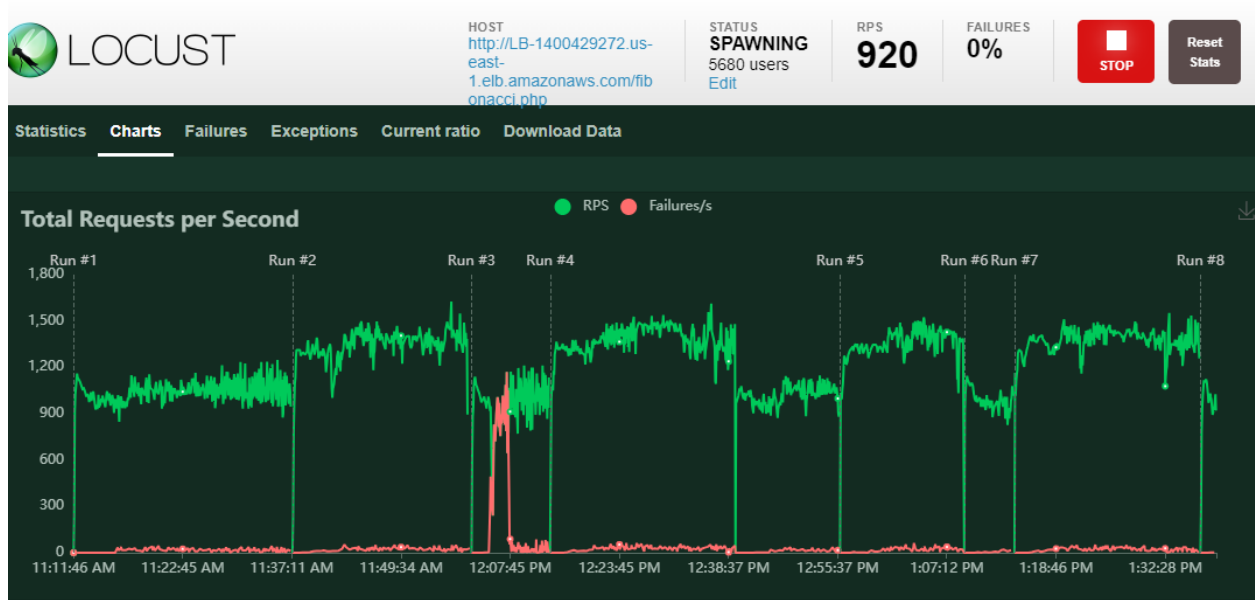 LOCUST
HOST
http://LB-1400429272.us-
east-
1.elb.amazonaws.com/fib
onacci.php
STATUS
SPAWNING
5680 users
Edit
RPS
920
FAILURES
0%
STOP
Reset
Stats
Statistics Charts Failures Exceptions Current ratio Download Data
Total Requests per Second
RPS Failures/s
Run #1 Run #2 Run #3 Run #4 Run #5 Run #6 Run #7 Run #8
1,800
1,500
1,200
900
600
300
0
11:11:46 AM 11:22:45 AM 11:37:11 AM 11:49:34 AM 12:07:45 PM 12:23:45 PM 12:38:37 PM 12:55:37 PM 1:07:12 PM 1:18:46 PM 1:32:28 PM